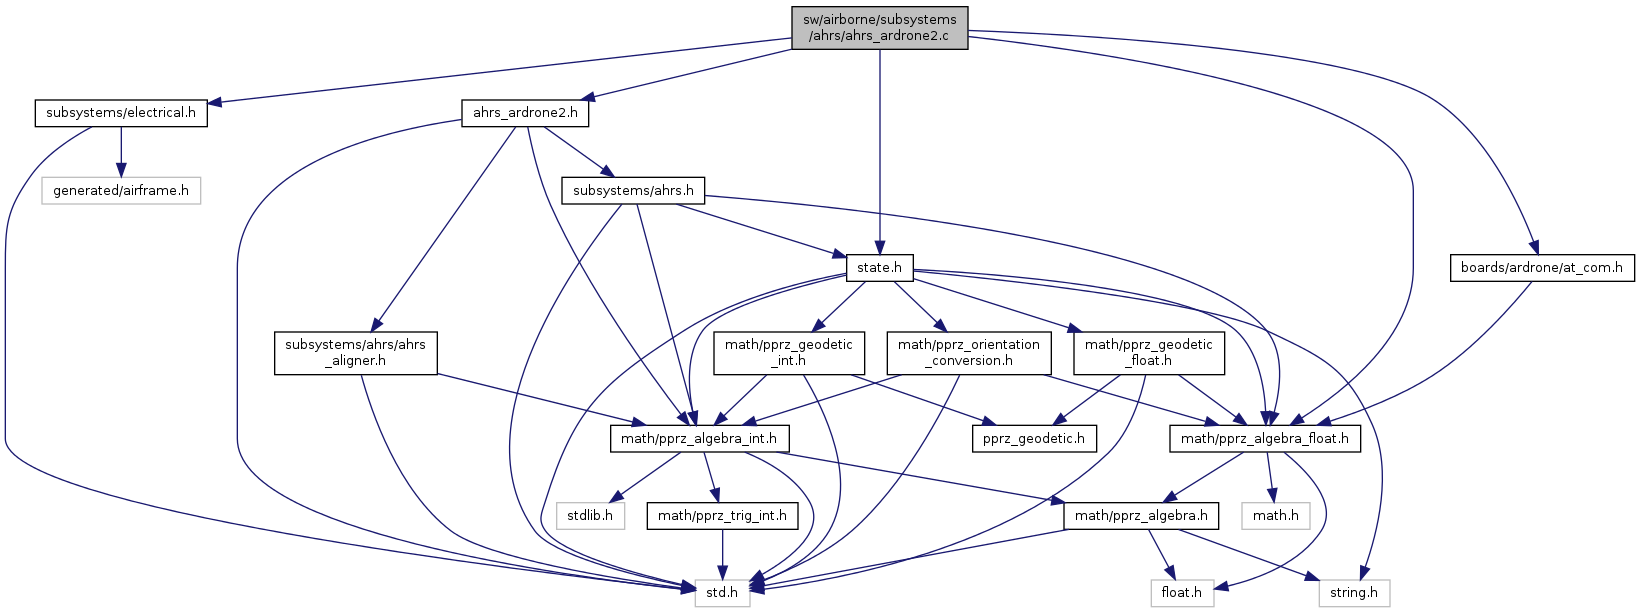 sw/airborne/subsystems
/ahrs/ahrs_ardrone2.c
subsystems/electrical.h
ahrs_ardrone2.h
generated/airframe.h
subsystems/ahrs.h
state.h
boards/ardrone/at_com.h
subsystems/ahrs/ahrs
_aligner.h
math/pprz_geodetic
_int.h
math/pprz_orientation
_conversion.h
math/pprz_geodetic
_float.h
math/pprz_algebra_int.h
pprz_geodetic.h
math/pprz_algebra_float.h
stdlib.h
math/pprz_trig_int.h
math/pprz_algebra.h
math.h
std.h
float.h
string.h